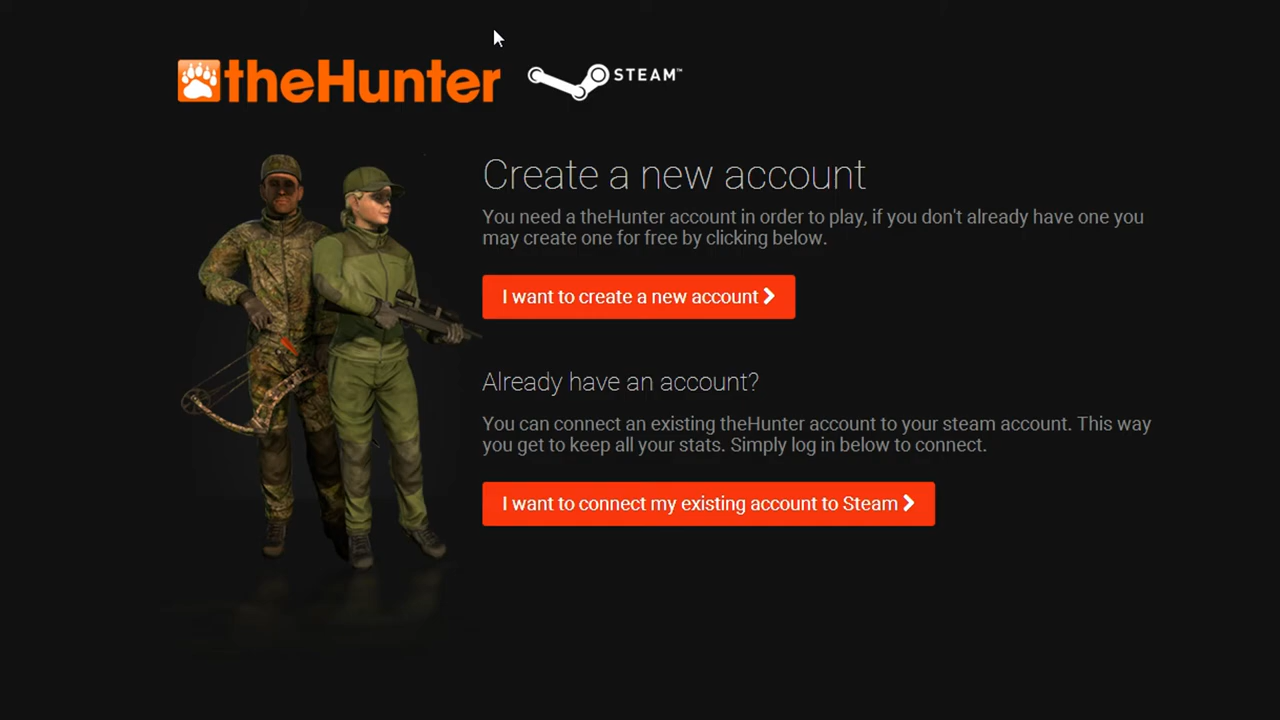 theHunter STEAM™
Create a new account
You need a theHunter account in order to play, if you don't already have one you
may create one for free by clicking below.
I want to create a new account
Already have an account?
You can connect an existing theHunter account to your steam account. This way
you get to keep all your stats. Simply log in below to connect.
I want to connect my existing account to Steam